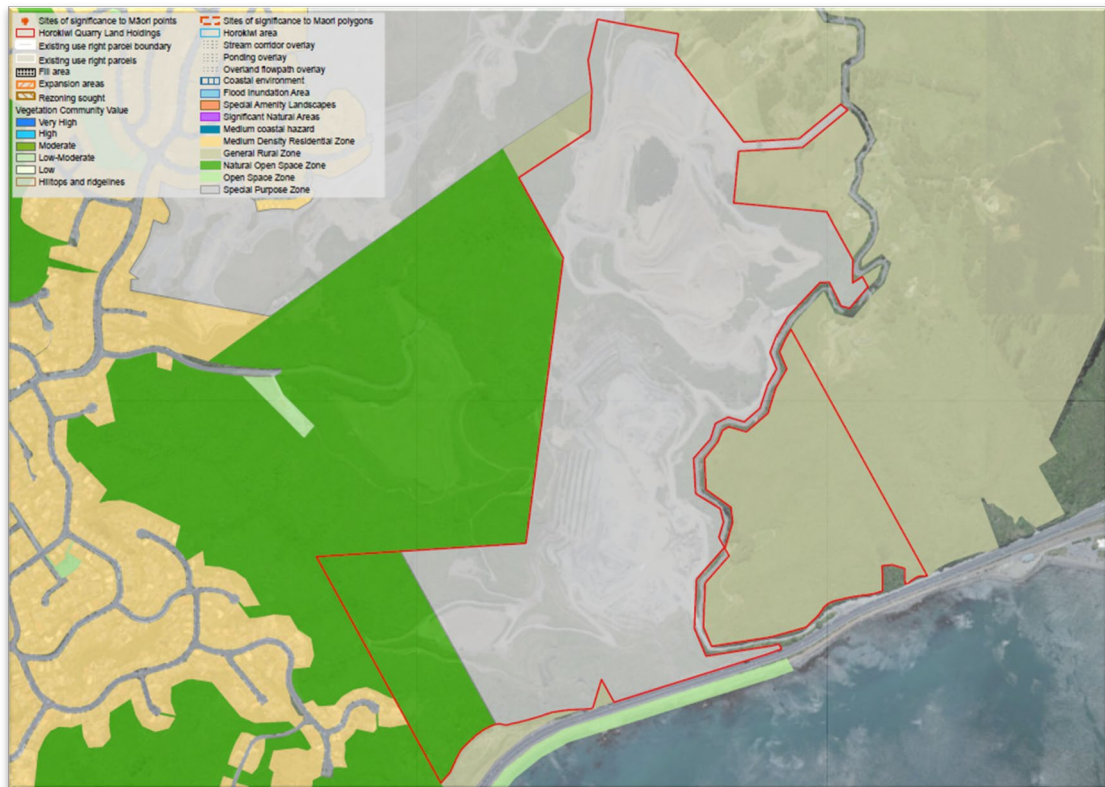 Sites of significance to Māori points
Horokiwi Quarry Land Holdings
Existing use right parcel boundary
Existing use right parcels
Fill area
Expansion areas
Rezoning sought
Vegetation Community Value
Very High
High
Moderate
Low-Moderate
Low
Hilltops and ridgelines
Sites of significance to Maori polygons
Horokiwi area
Stream corridor overlay
Ponding overlay
Overland flowpath overlay
Coastal environment
Flood Inundation Area
Special Amenity Landscapes
Significant Natural Areas
Medium coastal hazard
Medium Density Residential Zone
General Rural Zone
Natural Open Space Zone
Open Space Zone
Special Purpose Zone